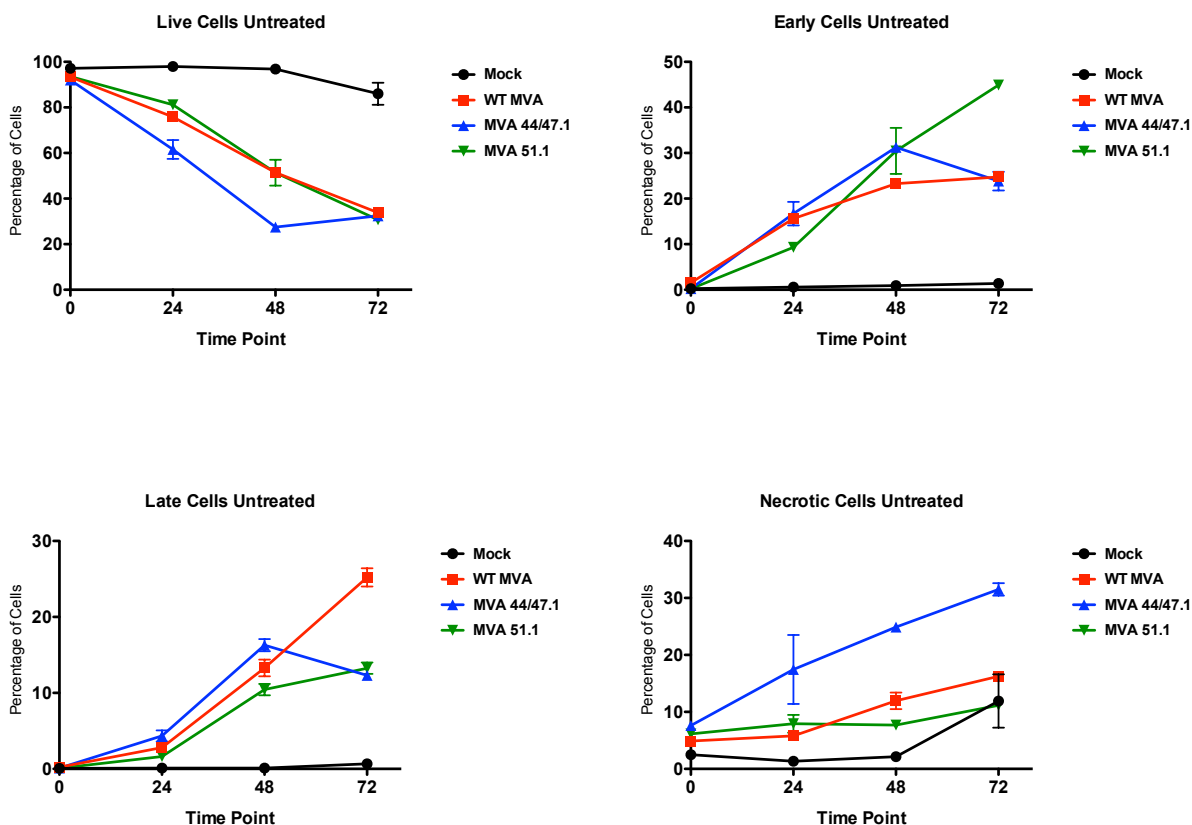 Live Cells Untreated
Percentage of Cells
100
80
60
40
20
0
0 24 48 72
Time Point
Mock
WT MVA
MVA 44/47.1
MVA 51.1
Early Cells Untreated
Percentage of Cells
50
40
30
20
10
0
0 24 48 72
Time Point
Mock
WT MVA
MVA 44/47.1
MVA 51.1
Late Cells Untreated
Percentage of Cells
30
20
10
0
0 24 48 72
Time Point
Mock
WT MVA
MVA 44/47.1
MVA 51.1
Necrotic Cells Untreated
Percentage of Cells
40
30
20
10
0
0 24 48 72
Time Point
Mock
WT MVA
MVA 44/47.1
MVA 51.1